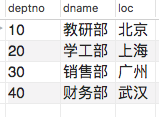 deptno dname loc
10 教研部 北京
20 学工部 上海
30 销售部 广州
40 财务部 武汉